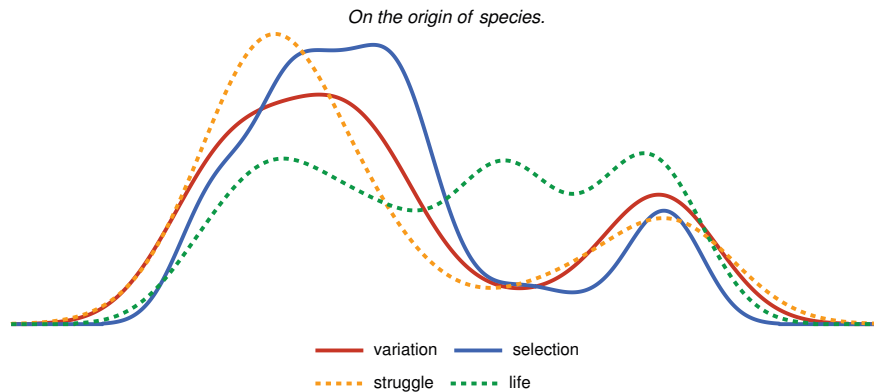 On the origin of species.
variation selection
struggle life